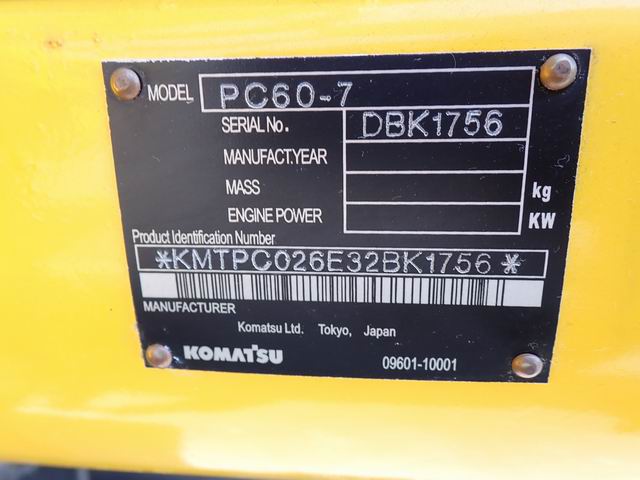 MODEL PC60-7
SERIAL No. DBK1756
MANUFACT.YEAR
MASS kg
ENGINE POWER KW
Product Identification Number
*KMTPC026E32BK1756*
MANUFACTURER
Komatsu Ltd. Tokyo, Japan
KOMATSU 09601-10001